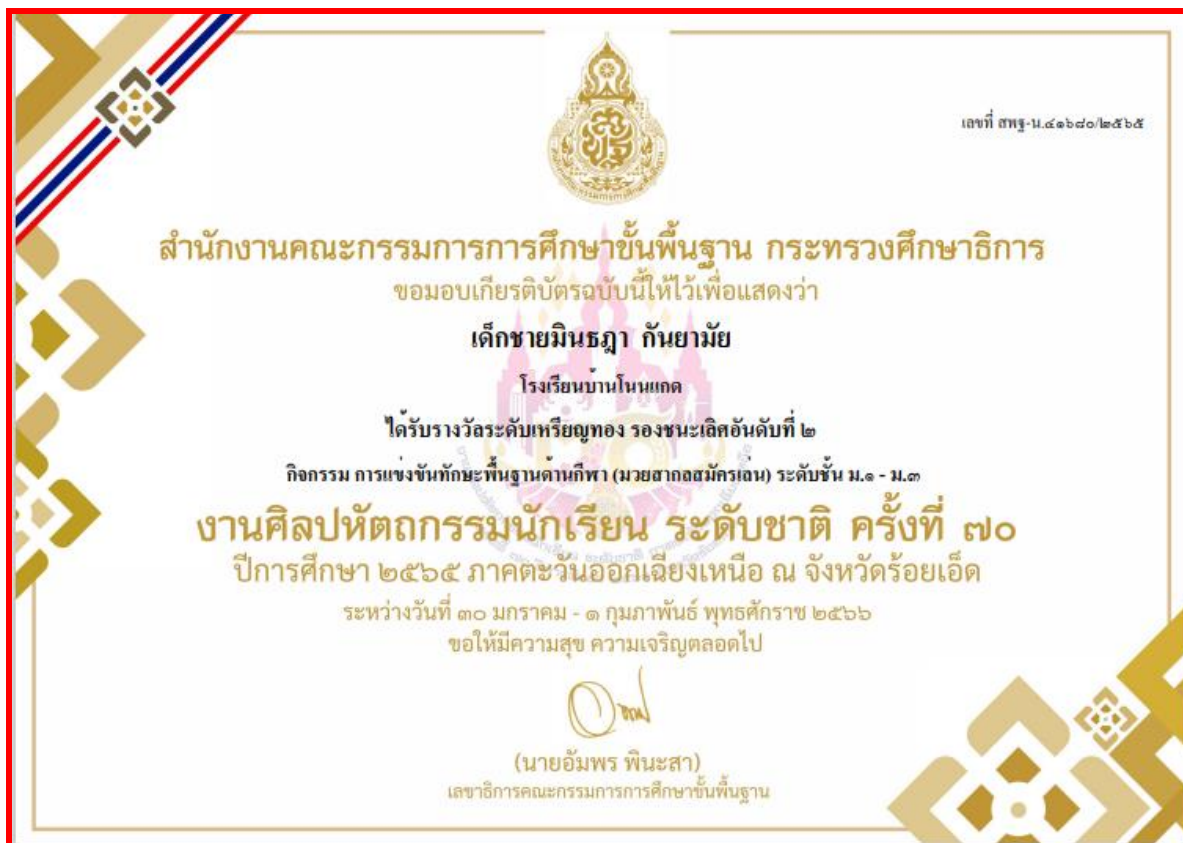 เลขที่ สพฐ-น.๔๑๖๘๐/๒๕๖๕
สำนักงานคณะกรรมการการศึกษาขั้นพื้นฐาน กระทรวงศึกษาธิการ
ขอมอบเกียรติบัตรฉบับนี้ให้ไว้เพื่อแสดงว่า
เด็กชายมินธฎา กันยามัย
โรงเรียนบ้านโนนแกด
ได้รับรางวัลระดับเหรียญทอง รองชนะเลิศอันดับที่ ๒
กิจกรรม การแข่งขันทักษะพื้นฐานด้านกีฬา (มวยสากลสมัครเล่น) ระดับชั้น ม.๑ - ม.๓
งานศิลปหัตถกรรมนักเรียน ระดับชาติ ครั้งที่ ๗๐
ปีการศึกษา ๒๕๖๕ ภาคตะวันออกเฉียงเหนือ ณ จังหวัดร้อยเอ็ด
ระหว่างวันที่ ๓๐ มกราคม - ๑ กุมภาพันธ์ พุทธศักราช ๒๕๖๖
ขอให้มีความสุข ความเจริญตลอดไป
(นายอัมพร พินะสา)
เลขาธิการคณะกรรมการการศึกษาขั้นพื้นฐาน